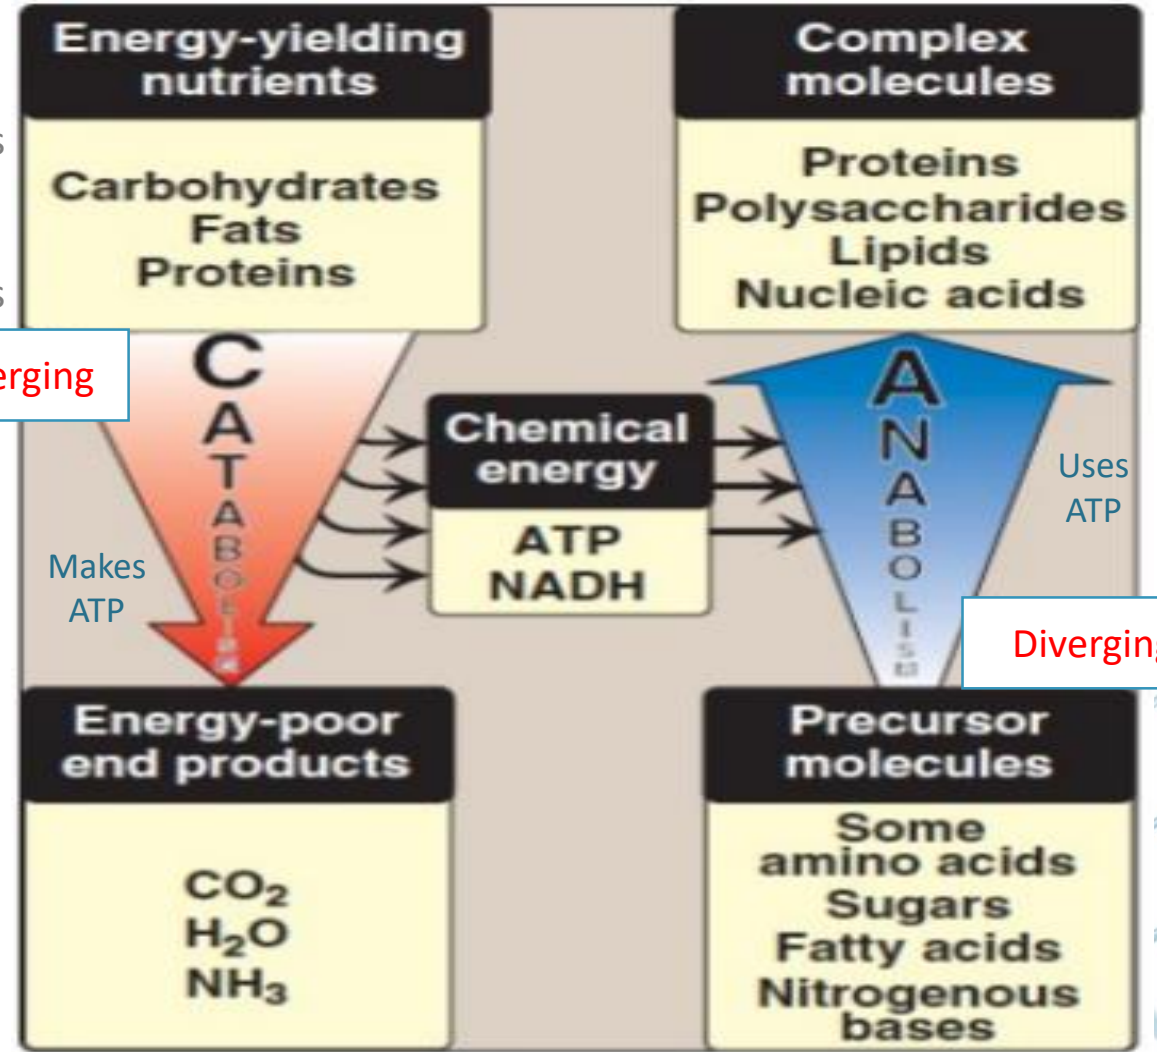 Energy-yielding
nutrients
Carbohydrates
Fats
Proteins
Complex
molecules
Proteins
Polysaccharides
Lipids
Nucleic acids
CATABOLISM
Makes
ATP
Chemical
energy
ATP
NADH
ANABOLISM
Uses
ATP
Energy-poor
end products
CO₂
H₂O
NH₃
Precursor
molecules
Some
amino acids
Sugars
Fatty acids
Nitrogenous
bases